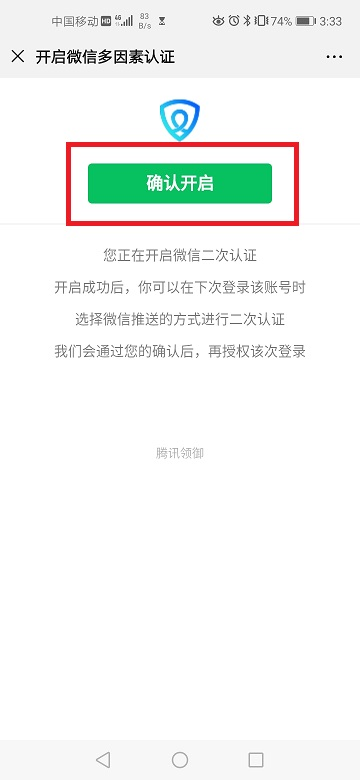 中国移动 HD 4G 83 B/s 74% 3:33
开启微信多因素认证
确认开启
您正在开启微信二次认证
开启成功后，你可以在下次登录该账号时
选择微信推送的方式进行二次认证
我们会通过您的确认后，再授权该次登录
腾讯领御